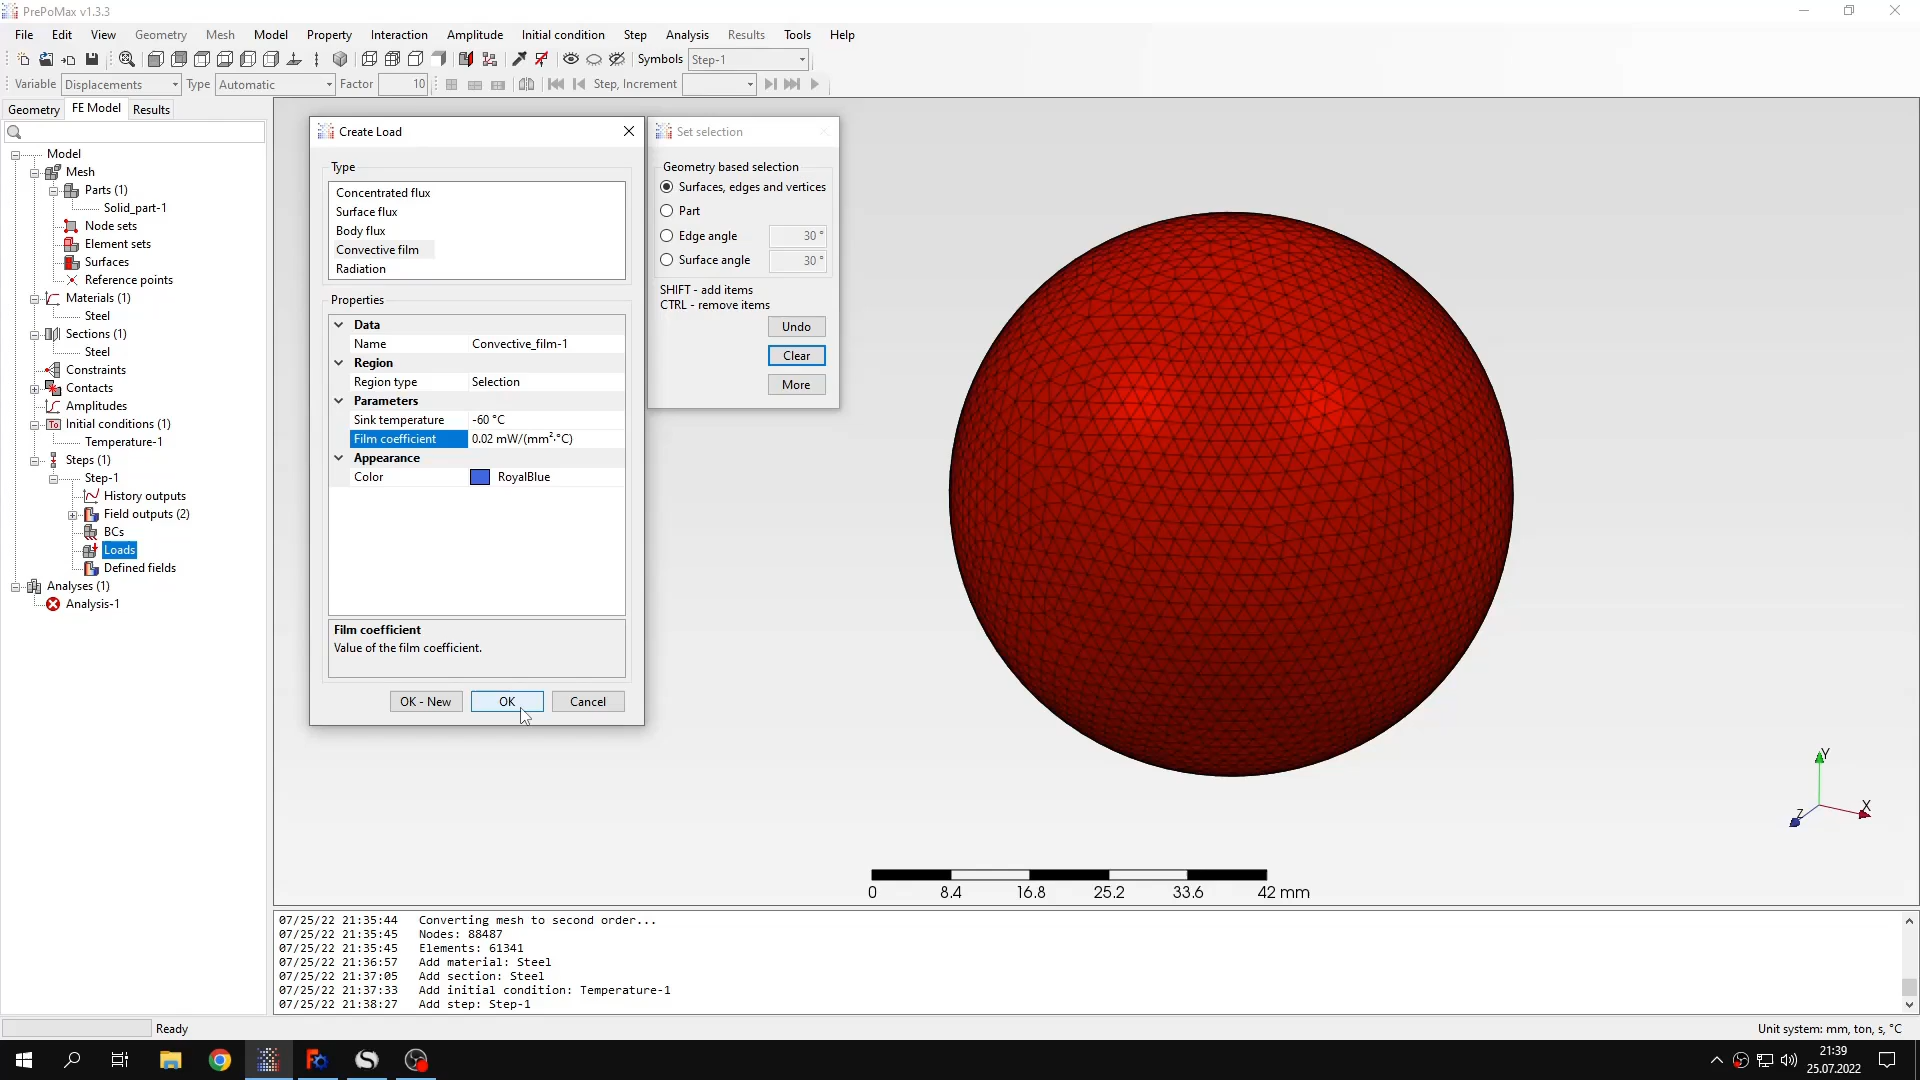 PrePoMax v1.3.3
File Edit View Geometry Mesh Model Property Interaction Amplitude Initial condition Step Analysis Results Tools Help
Symbols Step-1
Variable Displacements Type Automatic Factor 10 Step, Increment
Geometry FE Model Results
Model
Mesh
Parts (1)
Solid_part-1
Node sets
Element sets
Surfaces
Reference points
Materials (1)
Steel
Sections (1)
Steel
Constraints
Contacts
Amplitudes
Initial conditions (1)
Temperature-1
Steps (1)
Step-1
History outputs
Field outputs (2)
BCs
Loads
Defined fields
Analyses (1)
Analysis-1
Create Load
Type
Concentrated flux
Surface flux
Body flux
Convective film
Radiation
Properties
Data
Name Convective_film-1
Region
Region type Selection
Parameters
Sink temperature -60 °C
Film coefficient 0.02 mW/(mm²·°C)
Appearance
Color RoyalBlue
Film coefficient
Value of the film coefficient.
OK - New OK Cancel
Set selection
Geometry based selection
Surfaces, edges and vertices
Part
Edge angle 30 °
Surface angle 30 °
SHIFT - add items
CTRL - remove items
Undo
Clear
More
Y
X
Z
0 8.4 16.8 25.2 33.6 42 mm
07/25/22 21:35:44 Converting mesh to second order...
07/25/22 21:35:45 Nodes: 88487
07/25/22 21:35:45 Elements: 61341
07/25/22 21:36:57 Add material: Steel
07/25/22 21:37:05 Add section: Steel
07/25/22 21:37:33 Add initial condition: Temperature-1
07/25/22 21:38:27 Add step: Step-1
Ready
Unit system: mm, ton, s, °C
21:39
25.07.2022